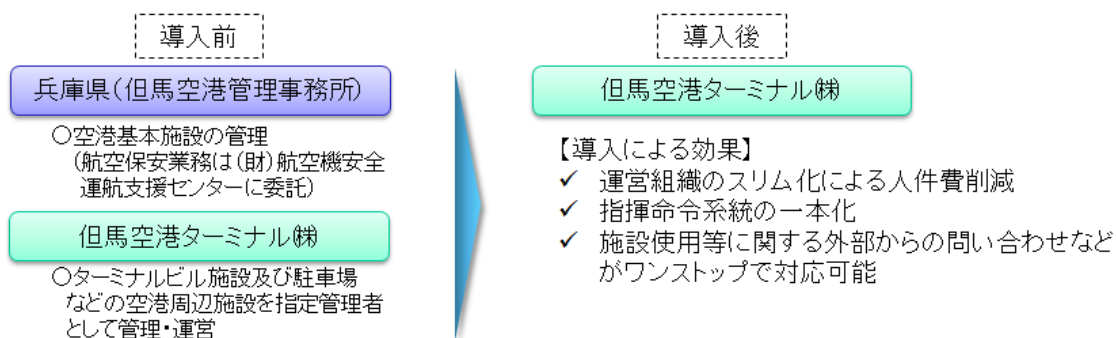 導入前
兵庫県(但馬空港管理事務所)
○空港基本施設の管理
(航空保安業務は(財)航空機安全
運航支援センターに委託)
但馬空港ターミナル㈱
○ターミナルビル施設及び駐車場
などの空港周辺施設を指定管理者
として管理・運営
導入後
但馬空港ターミナル㈱
【導入による効果】
✓ 運営組織のスリム化による人件費削減
✓ 指揮命令系統の一本化
✓ 施設使用等に関する外部からの問い合わせなど
がワンストップで対応可能